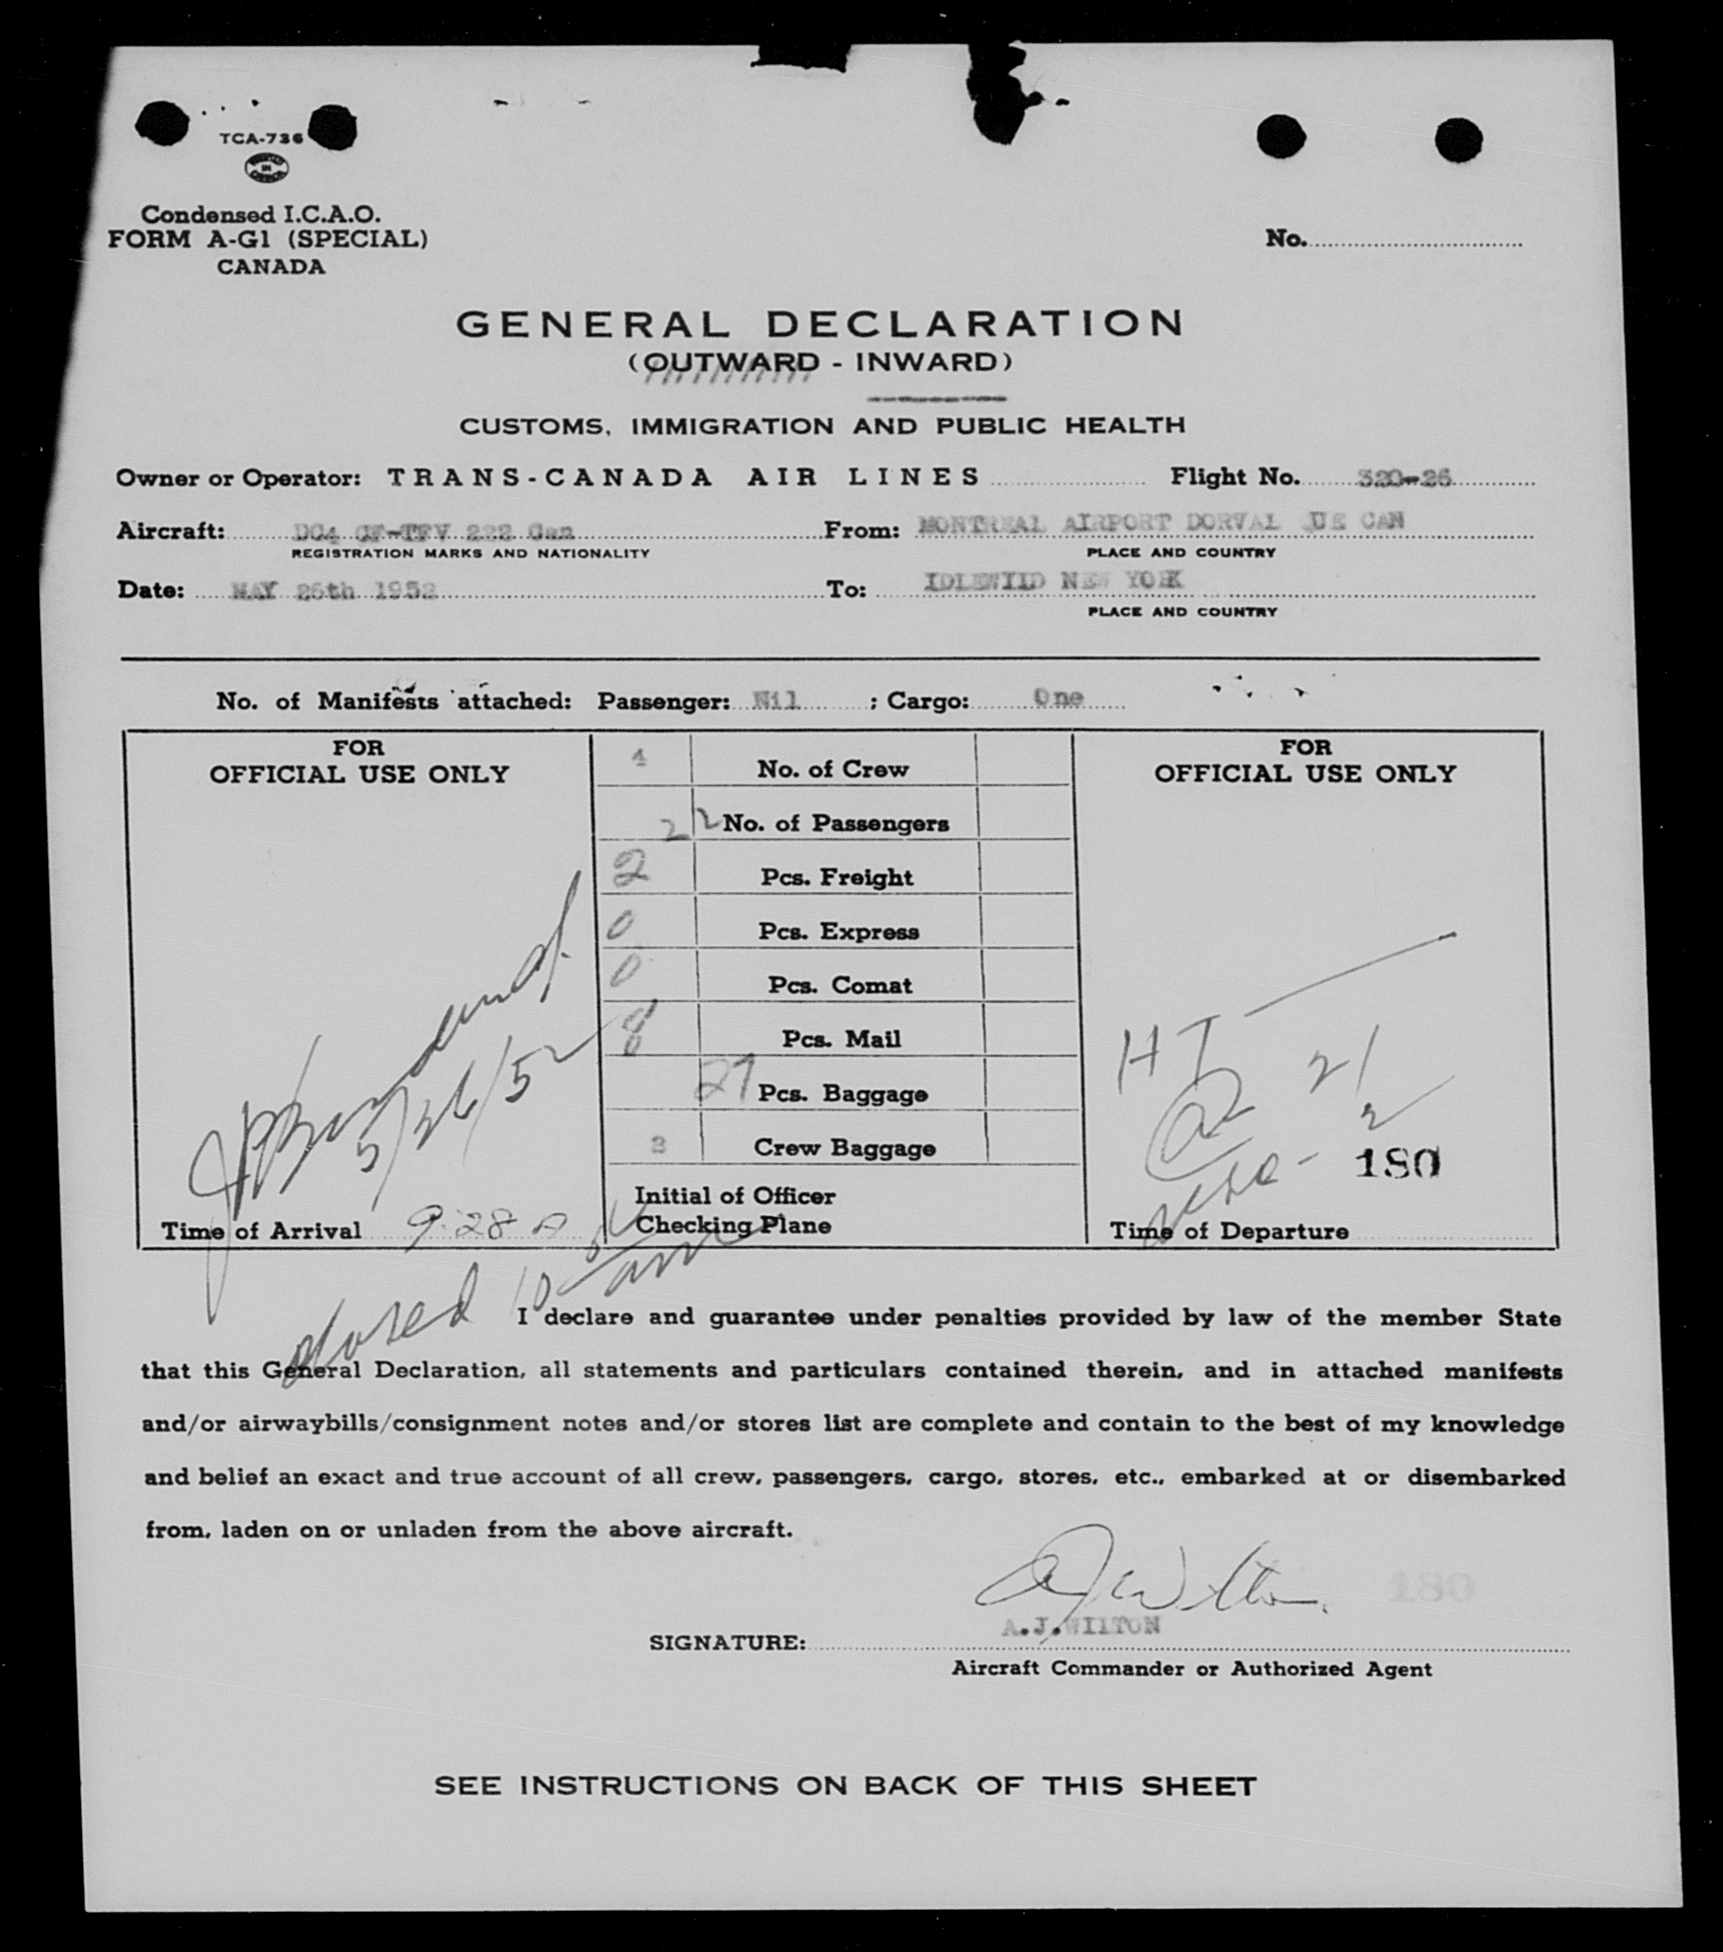 TCA-736
Condensed I.C.A.O.
FORM A-G1 (SPECIAL)
CANADA
No.
GENERAL DECLARATION
(OUTWARD - INWARD)
CUSTOMS, IMMIGRATION AND PUBLIC HEALTH
Owner or Operator: TRANS-CANADA AIR LINES Flight No. 320-26
Aircraft: DC4 CF-TFV 222 Can From: MONTREAL AIRPORT DORVAL CAN
REGISTRATION MARKS AND NATIONALITY PLACE AND COUNTRY
Date: MAY 26th 1952 To: IDLEWIID NEW YORK
PLACE AND COUNTRY
No. of Manifests attached: Passenger: Nil ; Cargo: One
FOR
OFFICIAL USE ONLY
4 No. of Crew
22 No. of Passengers
2 Pcs. Freight
0 Pcs. Express
0 Pcs. Comat
8 Pcs. Mail
27 Pcs. Baggage
3 Crew Baggage
Initial of Officer
Checking Plane
FOR
OFFICIAL USE ONLY
5/26/52
Time of Arrival 9:28 A
HT
2/2
180
Time of Departure
closed 10 am
I declare and guarantee under penalties provided by law of the member State
that this General Declaration, all statements and particulars contained therein, and in attached manifests
and/or airwaybills/consignment notes and/or stores list are complete and contain to the best of my knowledge
and belief an exact and true account of all crew, passengers, cargo, stores, etc., embarked at or disembarked
from, laden on or unladen from the above aircraft.
A J Wilton
180
A.J.WIITON
SIGNATURE:
Aircraft Commander or Authorized Agent
SEE INSTRUCTIONS ON BACK OF THIS SHEET